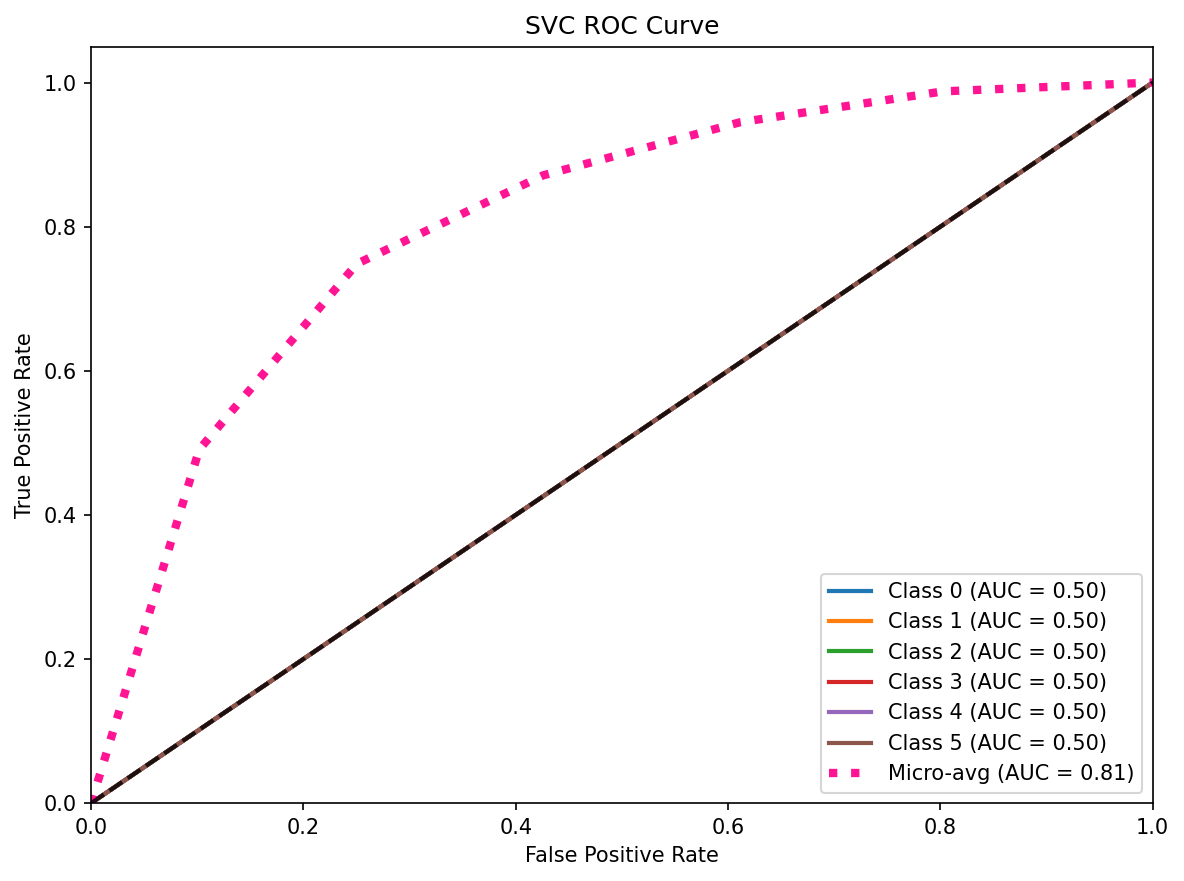 SVC ROC Curve
True Positive Rate
1.0
0.8
0.6
0.4
0.2
0.0
Class 0 (AUC = 0.50)
Class 1 (AUC = 0.50)
Class 2 (AUC = 0.50)
Class 3 (AUC = 0.50)
Class 4 (AUC = 0.50)
Class 5 (AUC = 0.50)
Micro-avg (AUC = 0.81)
0.0 0.2 0.4 0.6 0.8 1.0
False Positive Rate